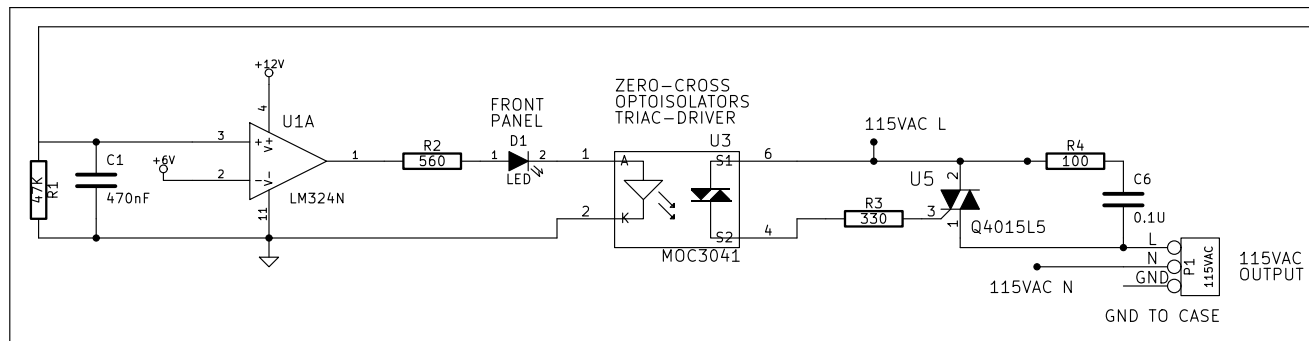 +12V
4
U1A
3
+
V+
+6V
2
-
V-
11
LM324N
1
47K
R1
C1
470nF
R2
560
FRONT
PANEL
D1
1
2
LED
ZERO-CROSS
OPTOISOLATORS
TRIAC-DRIVER
U3
1
A
S1
6
2
K
S2
4
MOC3041
115VAC L
R4
100
2
U5
R3
330
3
1
Q4015L5
C6
0.1U
L
N
GND
P1
115VAC
115VAC
OUTPUT
115VAC N
GND TO CASE